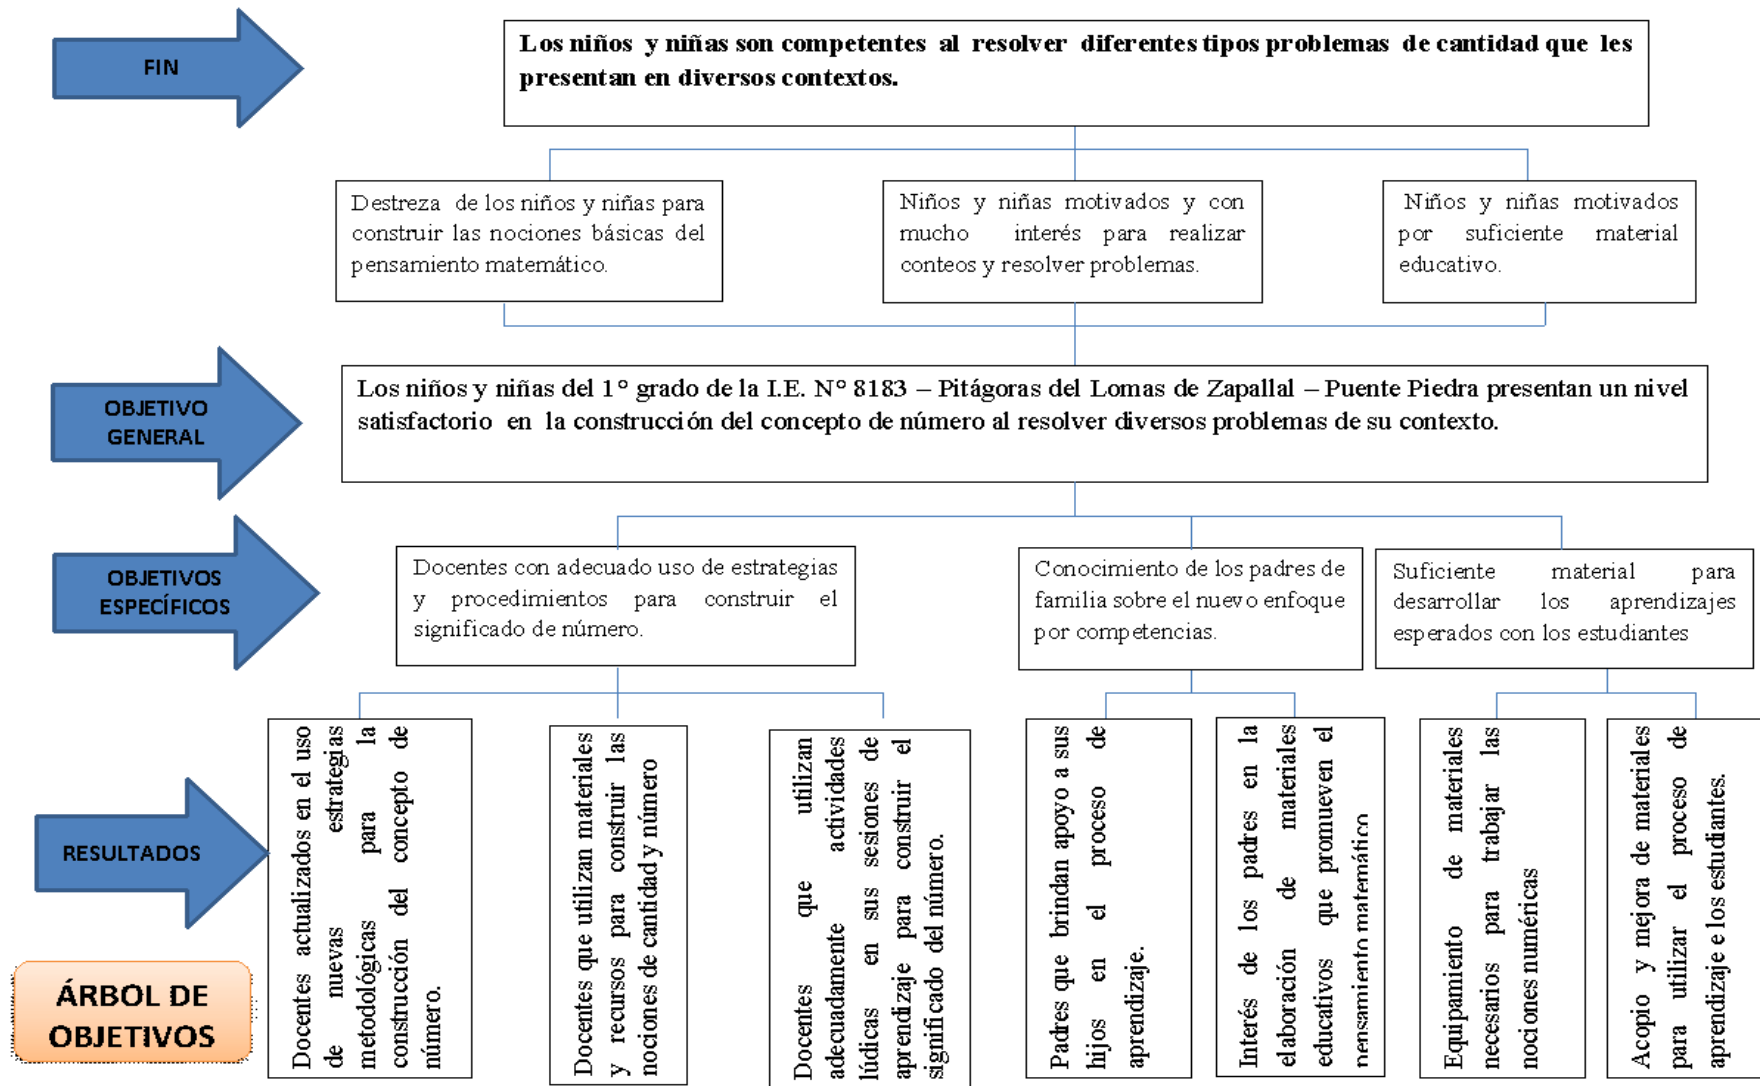 FIN
Los niños y niñas son competentes al resolver diferentes tipos problemas de cantidad que les
presentan en diversos contextos.
Destreza de los niños y niñas para
construir las nociones básicas del
pensamiento matemático.
Niños y niñas motivados y con
mucho interés para realizar
conteos y resolver problemas.
Niños y niñas motivados
por suficiente material
educativo.
OBJETIVO
GENERAL
Los niños y niñas del 1° grado de la I.E. N° 8183 – Pitágoras del Lomas de Zapallal – Puente Piedra presentan un nivel
satisfactorio en la construcción del concepto de número al resolver diversos problemas de su contexto.
OBJETIVOS
ESPECÍFICOS
Docentes con adecuado uso de estrategias
y procedimientos para construir el
significado de número.
Conocimiento de los padres de
familia sobre el nuevo enfoque
por competencias.
Suficiente material para
desarrollar los aprendizajes
esperados con los estudiantes
RESULTADOS
Docentes actualizados en el uso
de nuevas estrategias
metodológicas para la
construcción del concepto de
número.
Docentes que utilizan materiales
y recursos para construir las
nociones de cantidad y número
Docentes que utilizan
adecuadamente actividades
lúdicas en sus sesiones de
aprendizaje para construir el
significado del número.
Padres que brindan apoyo a sus
hijos en el proceso de
aprendizaje.
Interés de los padres en la
elaboración de materiales
educativos que promueven el
pensamiento matemático
Equipamiento de materiales
necesarios para trabajar las
nociones numéricas
Acopio y mejora de materiales
para utilizar el proceso de
aprendizaje e los estudiantes.
ÁRBOL DE
OBJETIVOS